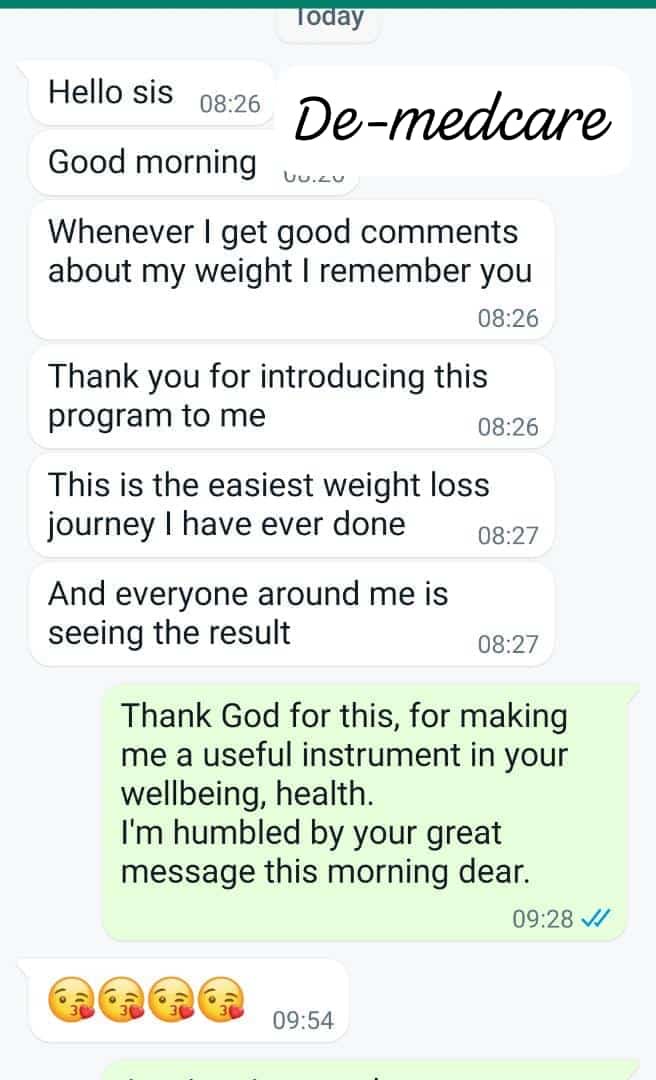 Today
Hello sis 08:26
De-medcare
Good morning
Whenever I get good comments
about my weight I remember you
08:26
Thank you for introducing this
program to me 08:26
This is the easiest weight loss
journey I have ever done 08:27
And everyone around me is
seeing the result 08:27
Thank God for this, for making
me a useful instrument in your
wellbeing, health.
I'm humbled by your great
message this morning dear.
09:28
09:54